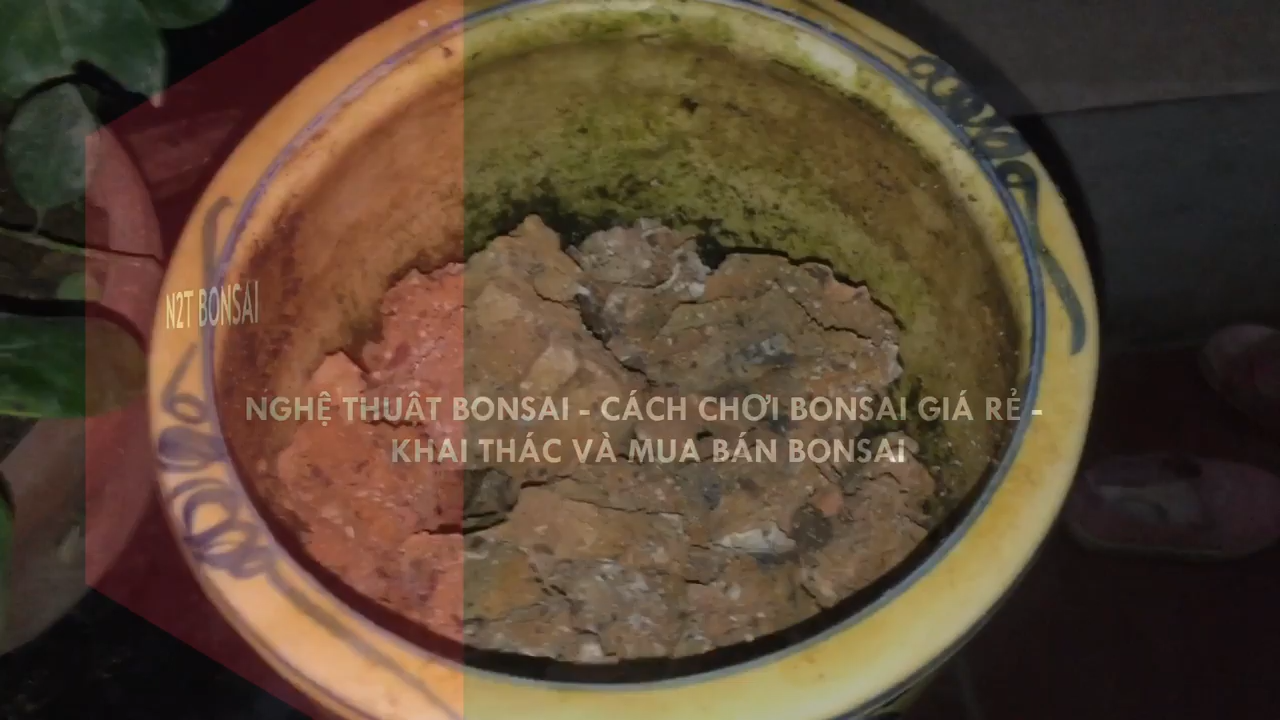 N2T BONSAI
NGHỆ THUẬT BONSAI - CÁCH CHƠI BONSAI GIÁ RẺ -
KHAI THÁC VÀ MUA BÁN BONSAI